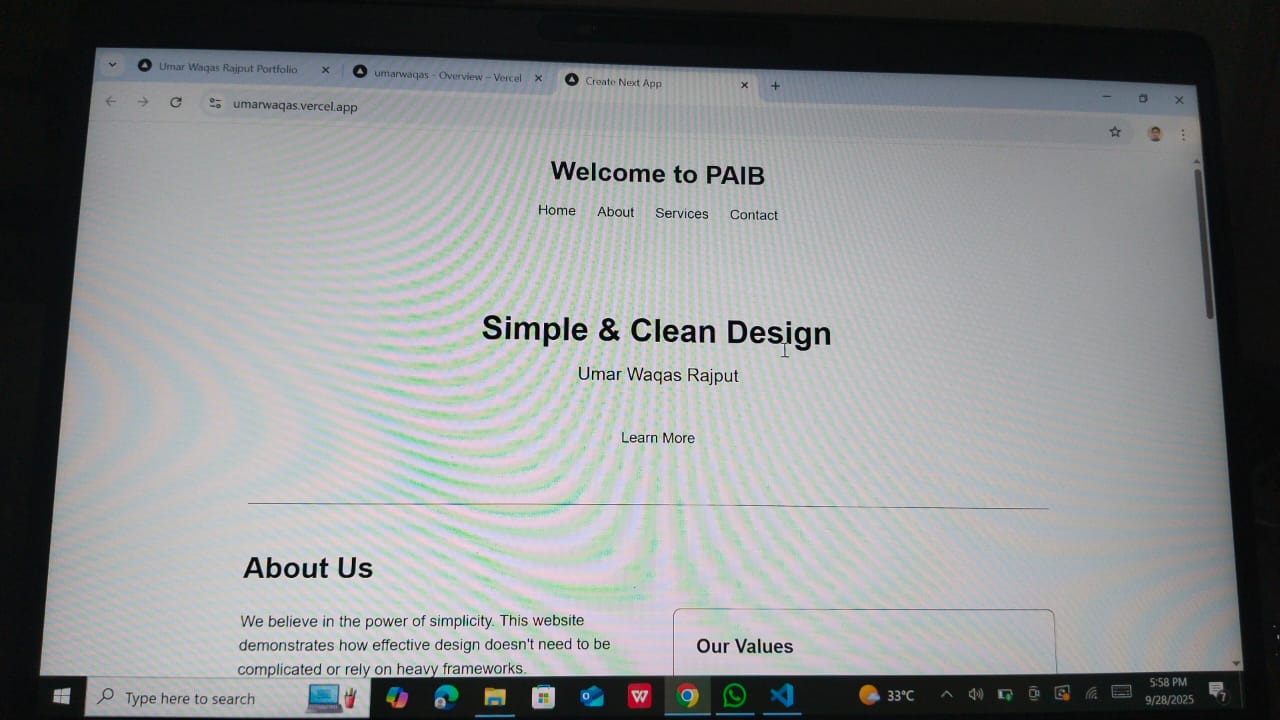 Umar Waqas Rajput Portfolio
umarwaqas - Overview – Vercel
Create Next App
umarwaqas.vercel.app
Welcome to PAIB
Home About Services Contact
Simple & Clean Design
Umar Waqas Rajput
Learn More
About Us
We believe in the power of simplicity. This website
demonstrates how effective design doesn't need to be
complicated or rely on heavy frameworks.
Our Values
Type here to search
33°C
5:58 PM
9/28/2025
7